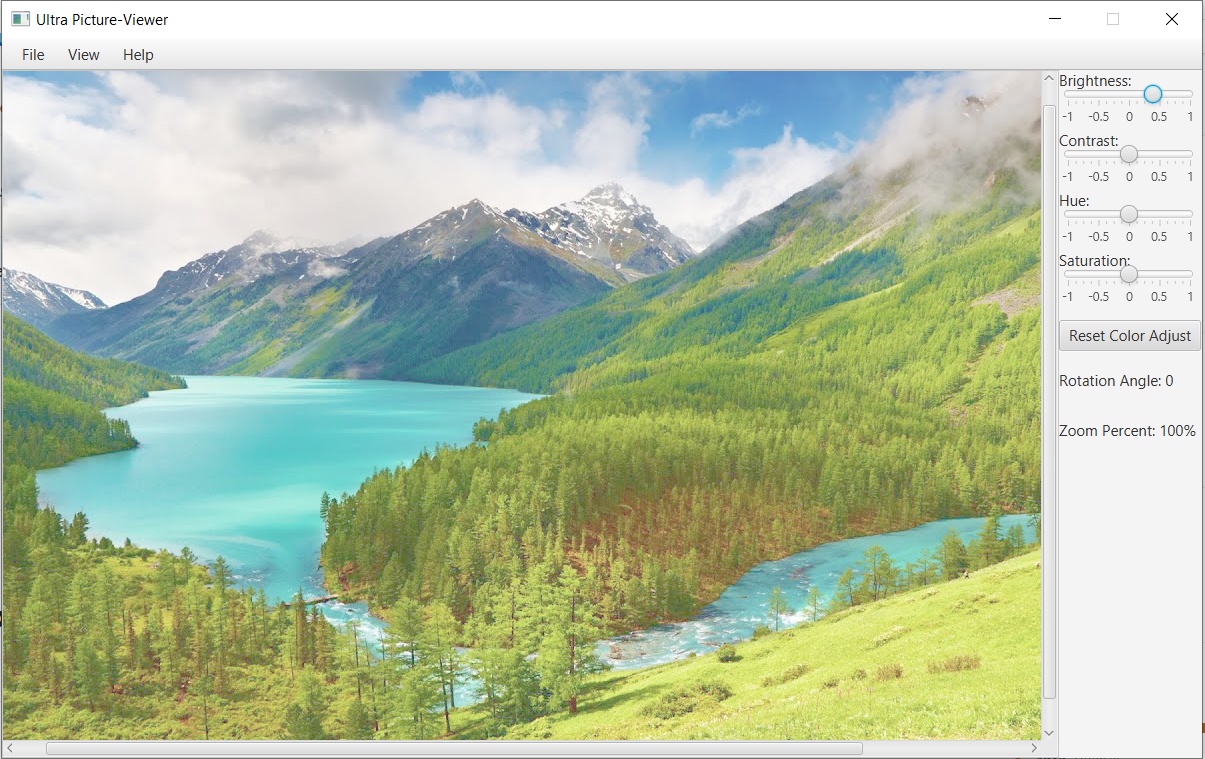 Ultra Picture-Viewer
File View Help
Brightness:
-1 -0.5 0 0.5 1
Contrast:
-1 -0.5 0 0.5 1
Hue:
-1 -0.5 0 0.5 1
Saturation:
-1 -0.5 0 0.5 1
Reset Color Adjust
Rotation Angle: 0
Zoom Percent: 100%